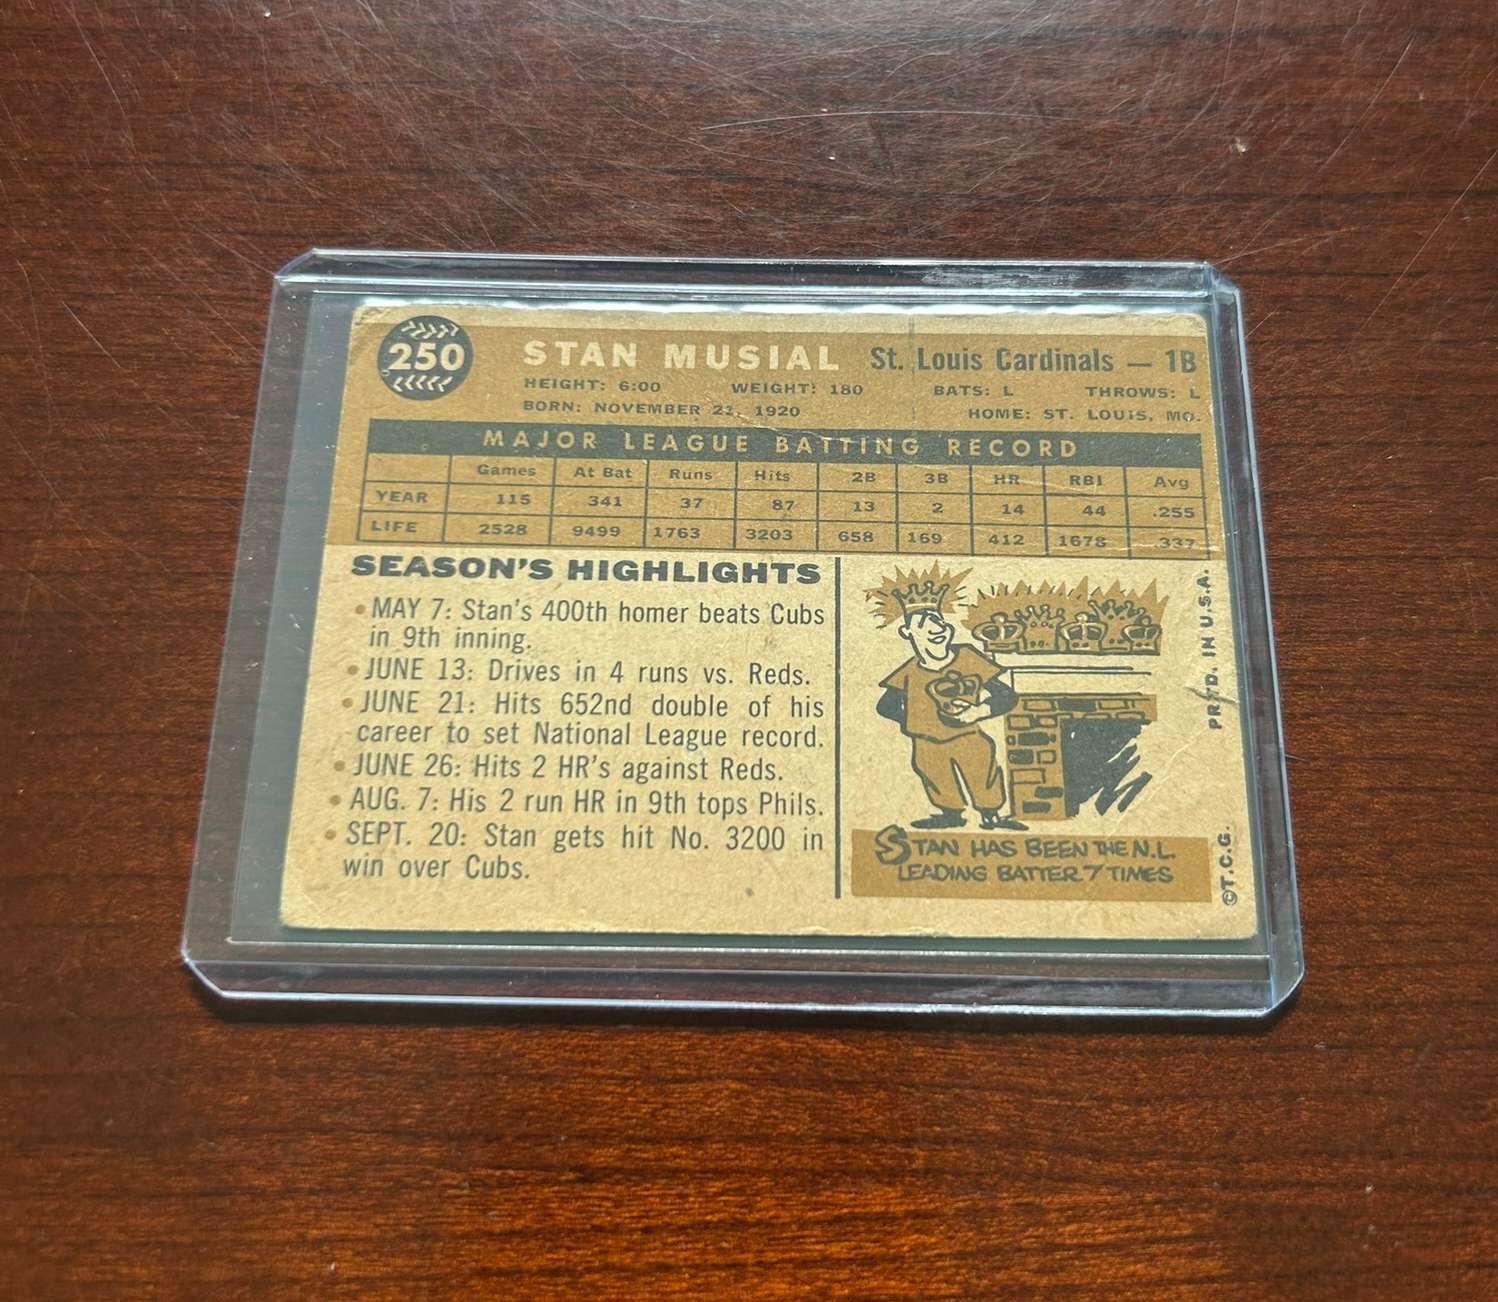 250
STAN MUSIAL St. Louis Cardinals — 1B
HEIGHT: 6:00 WEIGHT: 180 BATS: L THROWS: L
BORN: NOVEMBER 21, 1920 HOME: ST. LOUIS, MO.
MAJOR LEAGUE BATTING RECORD
Games At Bat Runs Hits 2B 3B HR RBI Avg
YEAR 115 341 37 87 13 2 14 44 .255
LIFE 2528 9499 1763 3203 658 169 412 1678 .337
SEASON'S HIGHLIGHTS
• MAY 7: Stan's 400th homer beats Cubs
in 9th inning.
• JUNE 13: Drives in 4 runs vs. Reds.
• JUNE 21: Hits 652nd double of his
career to set National League record.
• JUNE 26: Hits 2 HR's against Reds.
• AUG. 7: His 2 run HR in 9th tops Phils.
• SEPT. 20: Stan gets hit No. 3200 in
win over Cubs.
STAN HAS BEEN THE N.L.
LEADING BATTER 7 TIMES
©T.C.G. PRTD. IN U.S.A.